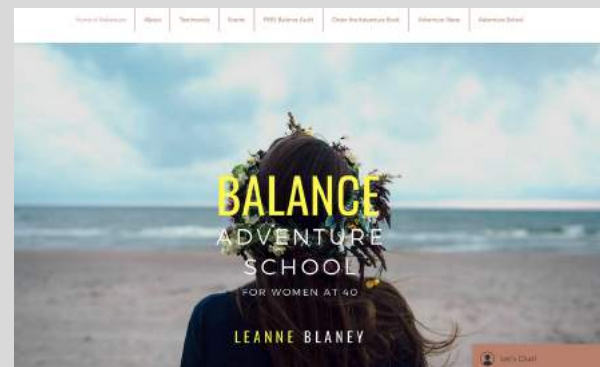 Home of Adventure | About | Testimonials | Events | FREE Balance Audit | Order the Adventure Book | Adventure News | Adventure School
BALANCE
ADVENTURE
SCHOOL
FOR WOMEN AT 40
LEANNE BLANEY
Let's Chat!